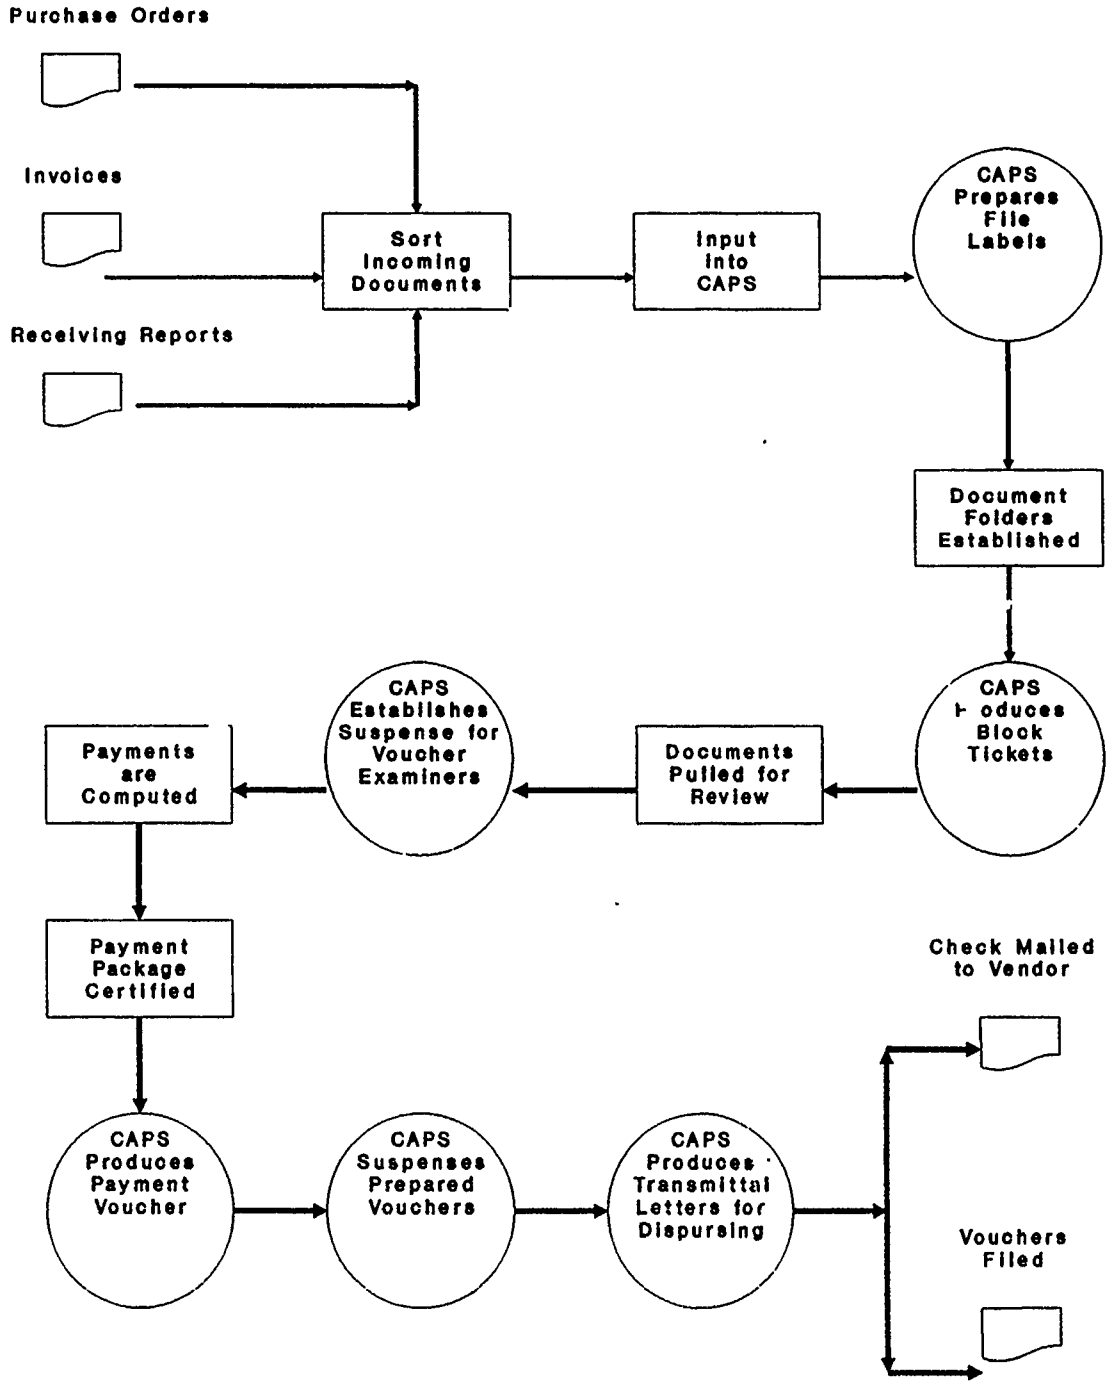 Purchase Orders
Invoices
Receiving Reports
Sort
Incoming
Documents
Input
into
CAPS
CAPS
Prepares
File
Labels
Document
Folders
Established
CAPS
Block
Tickets
Documents
Pulled for
Review
CAPS
Establishes
Suspense for
Voucher
Examiners
Payments
are
Computed
Payment
Package
Certified
CAPS
Produces
Payment
Voucher
CAPS
Suspenses
Prepared
Vouchers
CAPS
Produces
Transmittal
Letters for
Dispursing
Check Mailed
to Vendor
Vouchers
Filed